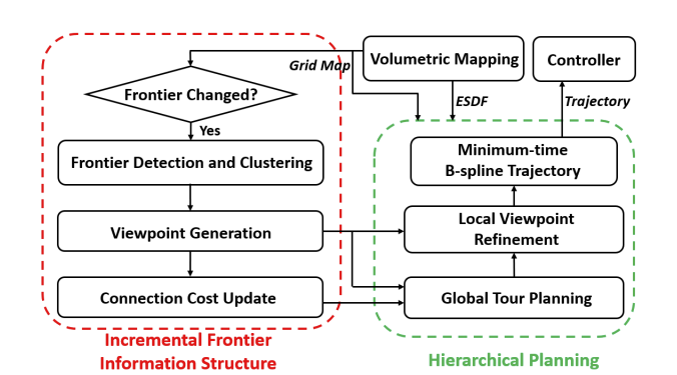 Volumetric Mapping
Controller
Grid Map
Frontier Changed?
ESDF
Trajectory
Yes
Frontier Detection and Clustering
Minimum-time
B-spline Trajectory
Viewpoint Generation
Local Viewpoint
Refinement
Connection Cost Update
Global Tour Planning
Incremental Frontier
Information Structure
Hierarchical Planning